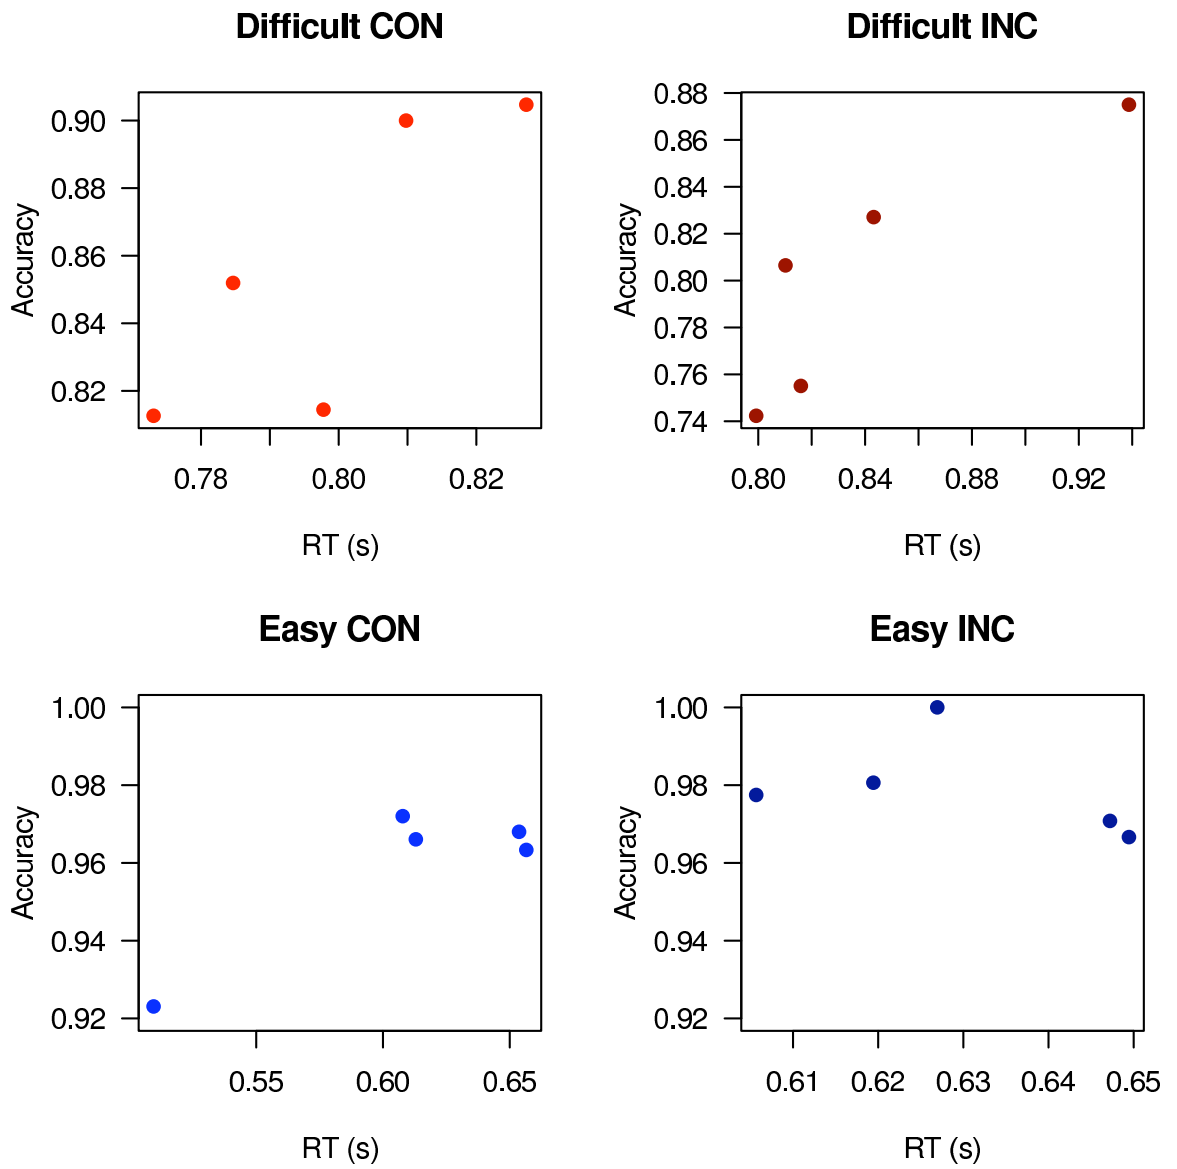 Difficult CON
Accuracy
0.90
0.88
0.86
0.84
0.82
0.78 0.80 0.82
RT (s)
Difficult INC
Accuracy
0.88
0.86
0.84
0.82
0.80
0.78
0.76
0.74
0.80 0.84 0.88 0.92
RT (s)
Easy CON
Accuracy
1.00
0.98
0.96
0.94
0.92
0.55 0.60 0.65
RT (s)
Easy INC
Accuracy
1.00
0.98
0.96
0.94
0.92
0.61 0.62 0.63 0.64 0.65
RT (s)